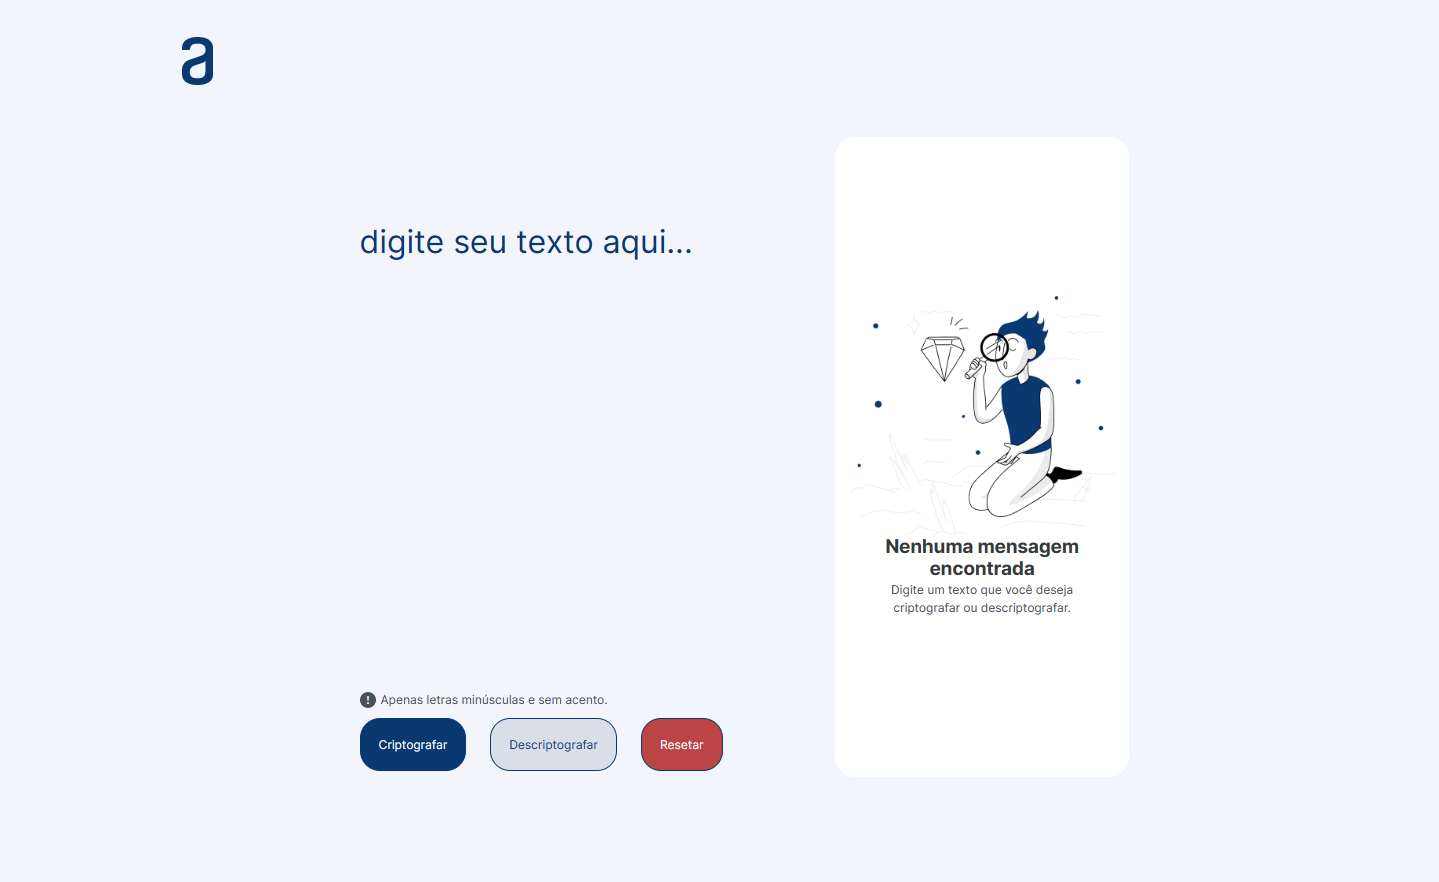 a
digite seu texto aqui...
Nenhuma mensagem
encontrada
Digite um texto que você deseja
criptografar ou descriptografar.
! Apenas letras minúsculas e sem acento.
Criptografar
Descriptografar
Resetar